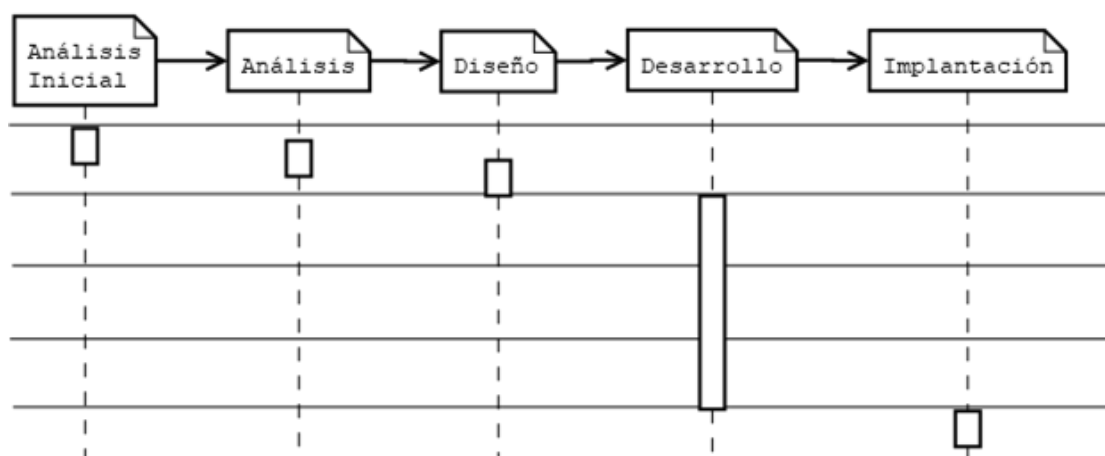 Análisis
Inicial
Análisis
Diseño
Desarrollo
Implantación